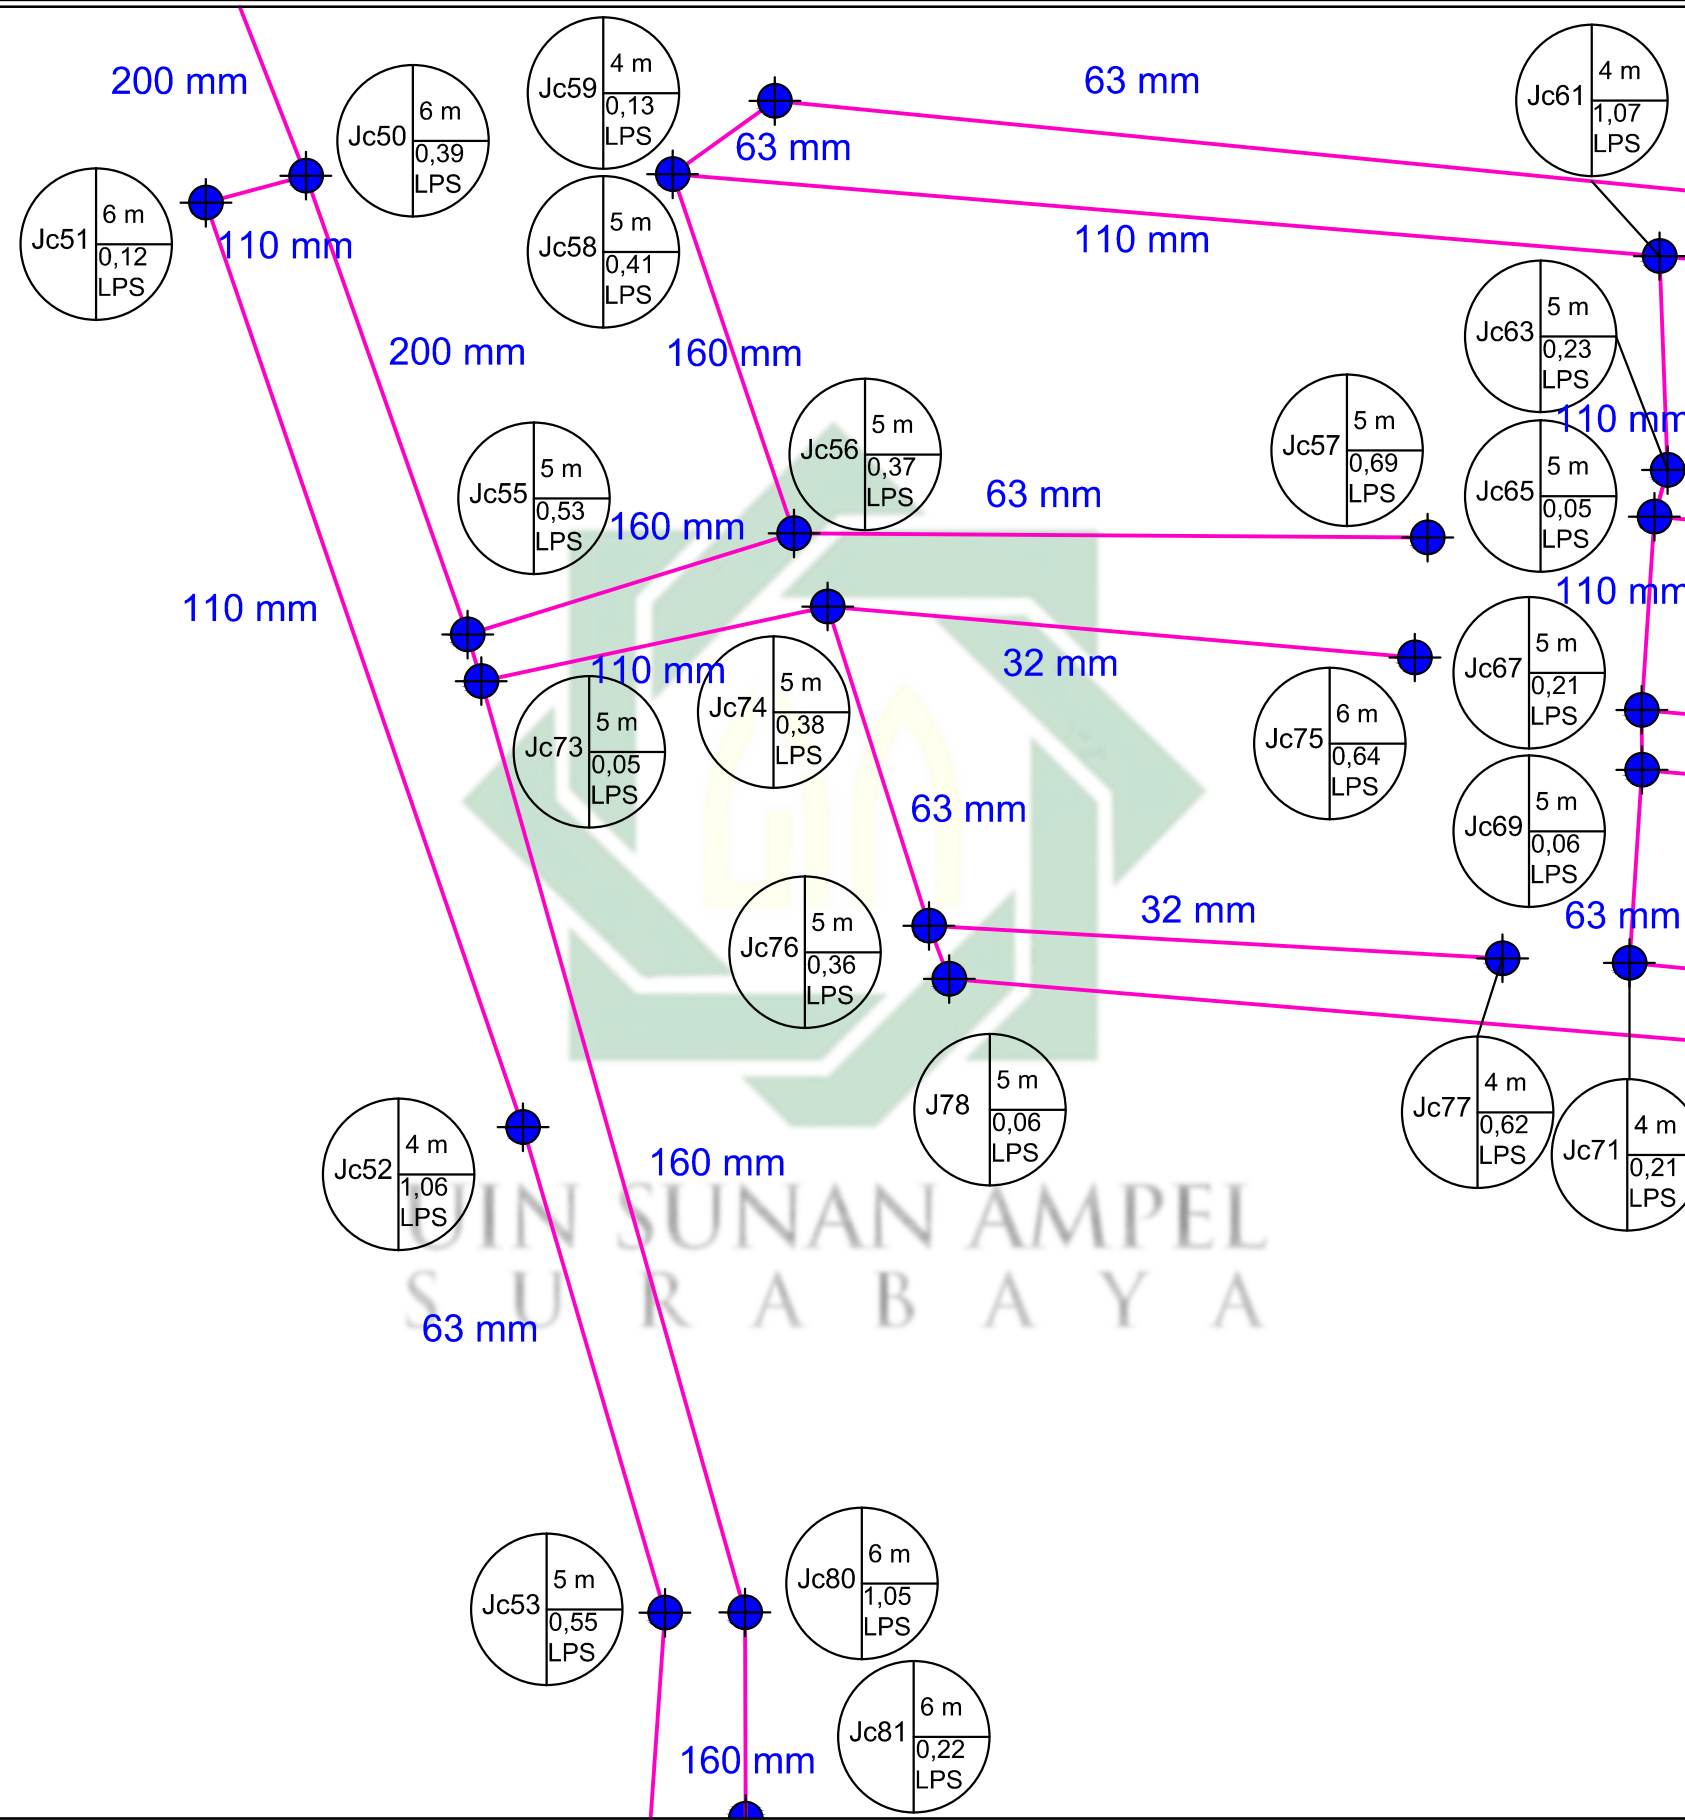 200 mm
Jc50
6 m
0,39
LPS
Jc59
4 m
0,13
LPS
63 mm
63 mm
Jc61
4 m
1,07
LPS
Jc51
6 m
0,12
LPS
110 mm
Jc58
5 m
0,41
LPS
110 mm
200 mm
160 mm
Jc63
5 m
0,23
LPS
110 mm
Jc55
5 m
0,53
LPS
160 mm
Jc56
5 m
0,37
LPS
63 mm
Jc57
5 m
0,69
LPS
Jc65
5 m
0,05
LPS
110 mm
110 mm
110 mm
Jc73
5 m
0,05
LPS
Jc74
5 m
0,38
LPS
32 mm
Jc75
6 m
0,64
LPS
Jc67
5 m
0,21
LPS
63 mm
Jc69
5 m
0,06
LPS
63 mm
Jc76
5 m
0,36
LPS
32 mm
J78
5 m
0,06
LPS
Jc77
4 m
0,62
LPS
Jc71
4 m
0,21
LPS
Jc52
4 m
1,06
LPS
160 mm
UIN SUNAN AMPEL
SURABAYA
63 mm
Jc53
5 m
0,55
LPS
Jc80
6 m
1,05
LPS
Jc81
6 m
0,22
LPS
160 mm